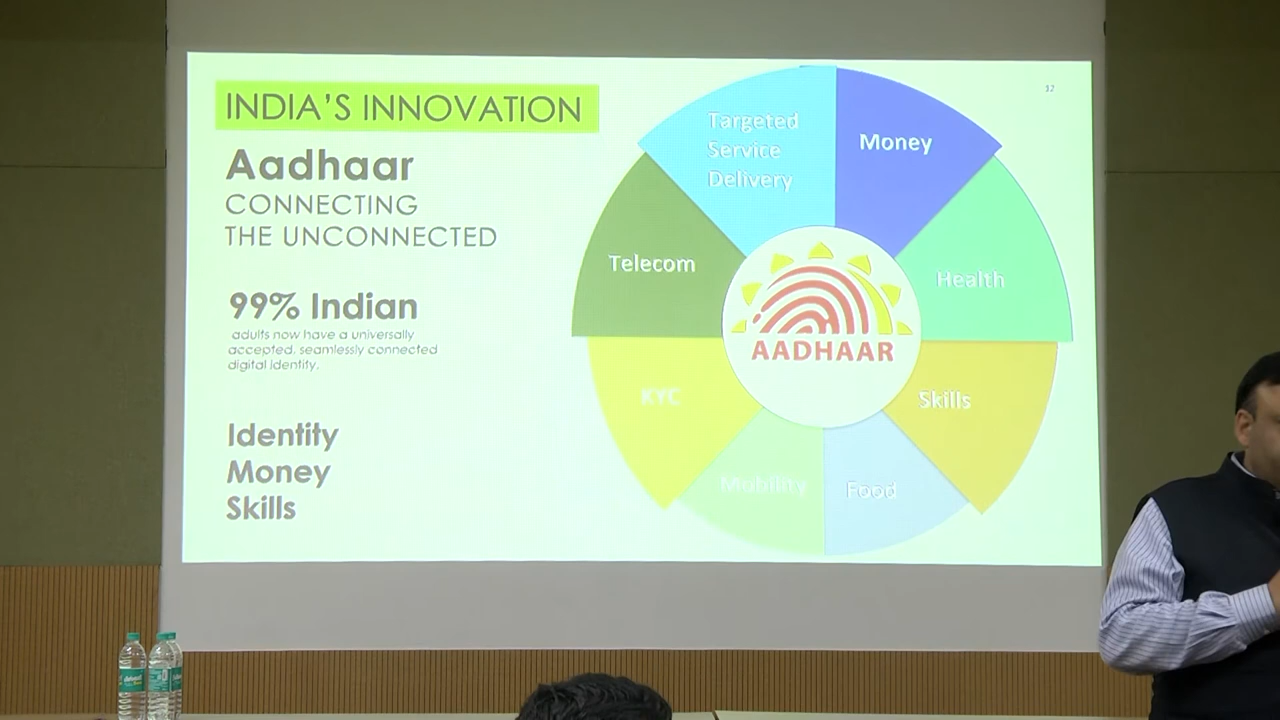 INDIA'S INNOVATION
Aadhaar
CONNECTING
THE UNCONNECTED
99% Indian
adults now have a universally
accepted, seamlessly connected
digital identity.
Identity
Money
Skills
Targeted
Service
Delivery
Money
Health
Skills
Food
Mobility
KYC
Telecom
AADHAAR